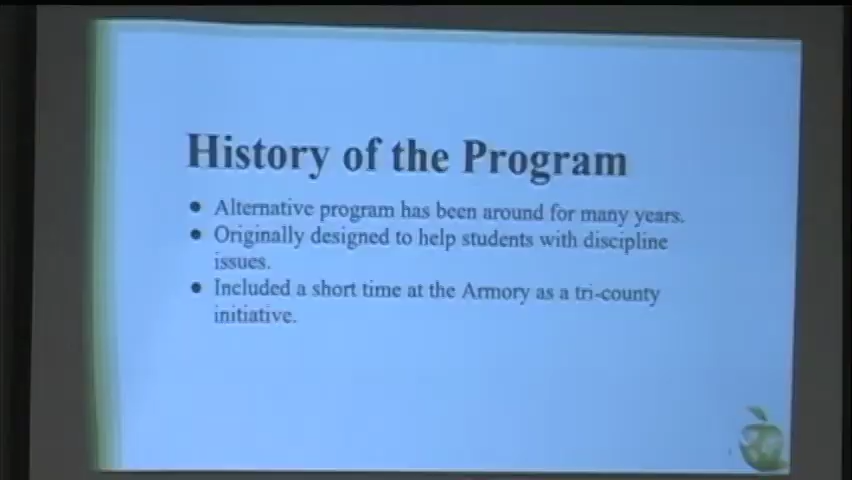 History of the Program
● Alternative program has been around for many years.
● Originally designed to help students with discipline
issues.
● Included a short time at the Armory as a tri-county
initiative.